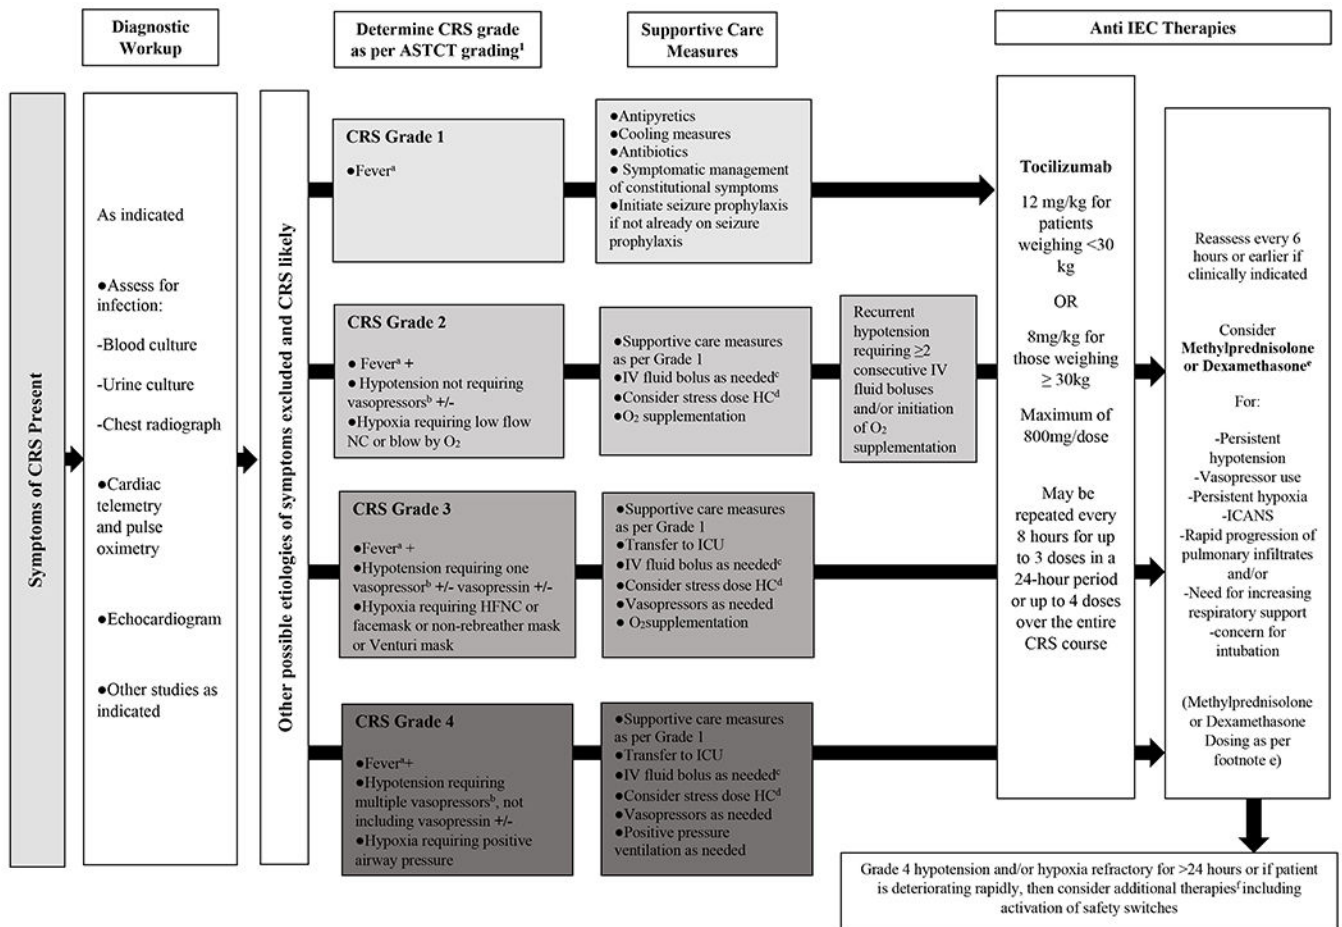 Diagnostic
Workup
Determine CRS grade
as per ASTCT grading¹
Supportive Care
Measures
Anti IEC Therapies
Symptoms of CRS Present
As indicated
●Assess for
infection:
-Blood culture
-Urine culture
-Chest radiograph
●Cardiac
telemetry
and pulse
oximetry
●Echocardiogram
●Other studies as
indicated
Other possible etiologies of symptoms excluded and CRS likely
CRS Grade 1
●Feverᵃ
●Antipyretics
●Cooling measures
●Antibiotics
● Symptomatic management
of constitutional symptoms
●Initiate seizure prophylaxis
if not already on seizure
prophylaxis
CRS Grade 2
● Feverᵃ +
● Hypotension not requiring
vasopressorsᵇ +/-
● Hypoxia requiring low flow
NC or blow by O₂
●Supportive care measures
as per Grade 1
●IV fluid bolus as neededᶜ
●Consider stress dose HCᵈ
●O₂ supplementation
Recurrent
hypotension
requiring ≥2
consecutive IV
fluid boluses
and/or initiation
of O₂
supplementation
CRS Grade 3
●Feverᵃ +
●Hypotension requiring one
vasopressorᵇ +/- vasopressin +/-
●Hypoxia requiring HFNC or
facemask or non-rebreather mask
or Venturi mask
●Supportive care measures
as per Grade 1
●Transfer to ICU
●IV fluid bolus as neededᶜ
●Consider stress dose HCᵈ
●Vasopressors as needed
● O₂supplementation
CRS Grade 4
●Feverᵃ+
●Hypotension requiring
multiple vasopressorsᵇ, not
including vasopressin +/-
●Hypoxia requiring positive
airway pressure
●Supportive care measures
as per Grade 1
●Transfer to ICU
●IV fluid bolus as neededᶜ
●Consider stress dose HCᵈ
●Vasopressors as needed
●Positive pressure
ventilation as needed
Tocilizumab
12 mg/kg for
patients
weighing <30
kg
OR
8mg/kg for
those weighing
≥ 30kg
Maximum of
800mg/dose
May be
repeated every
8 hours for up
to 3 doses in a
24-hour period
or up to 4 doses
over the entire
CRS course
Reassess every 6
hours or earlier if
clinically indicated
Consider
Methylprednisolone
or Dexamethasoneᵉ
For:
-Persistent
hypotension
-Vasopressor use
-Persistent hypoxia
-ICANS
-Rapid progression of
pulmonary infiltrates
and/or
-Need for increasing
respiratory support
-concern for
intubation
(Methylprednisolone
or Dexamethasone
Dosing as per
footnote e)
Grade 4 hypotension and/or hypoxia refractory for >24 hours or if patient
is deteriorating rapidly, then consider additional therapiesᶠ including
activation of safety switches